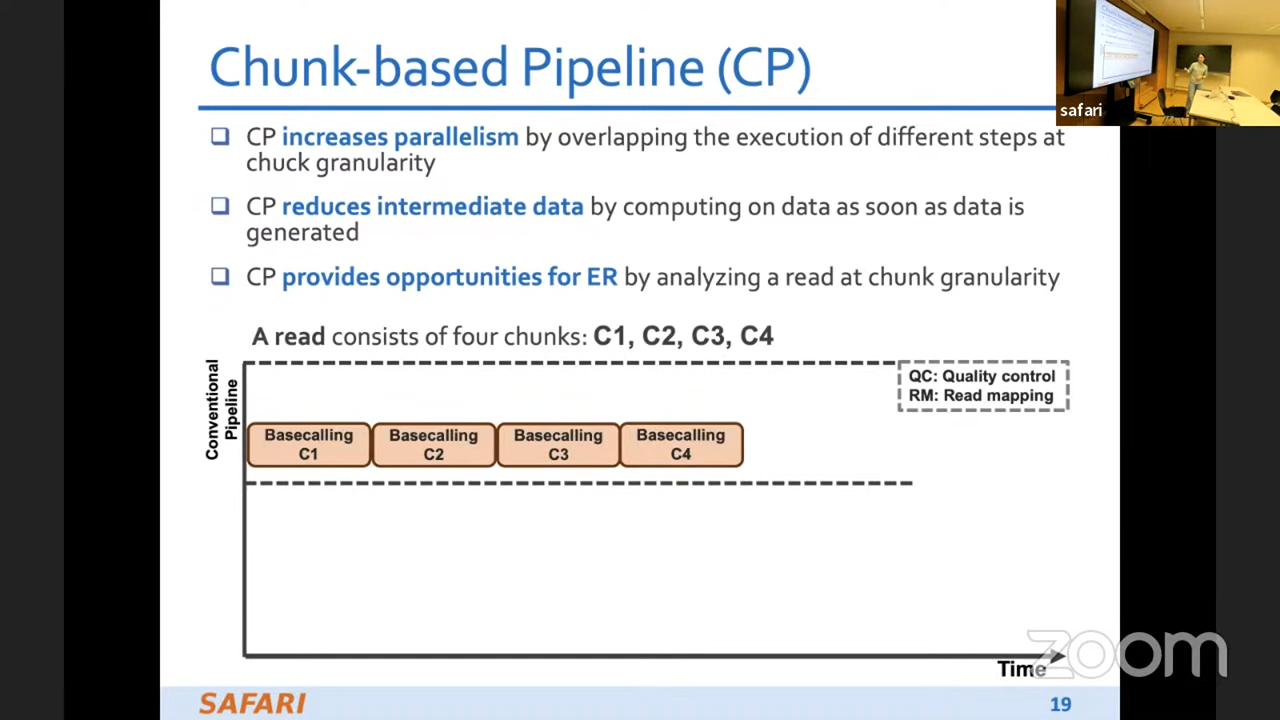 Chunk-based Pipeline (CP)
safari
CP increases parallelism by overlapping the execution of different steps at
chuck granularity
CP reduces intermediate data by computing on data as soon as data is
generated
CP provides opportunities for ER by analyzing a read at chunk granularity
A read consists of four chunks: C1, C2, C3, C4
Conventional
Pipeline
QC: Quality control
RM: Read mapping
Basecalling
C1
Basecalling
C2
Basecalling
C3
Basecalling
C4
Time
zoom
SAFARI
19